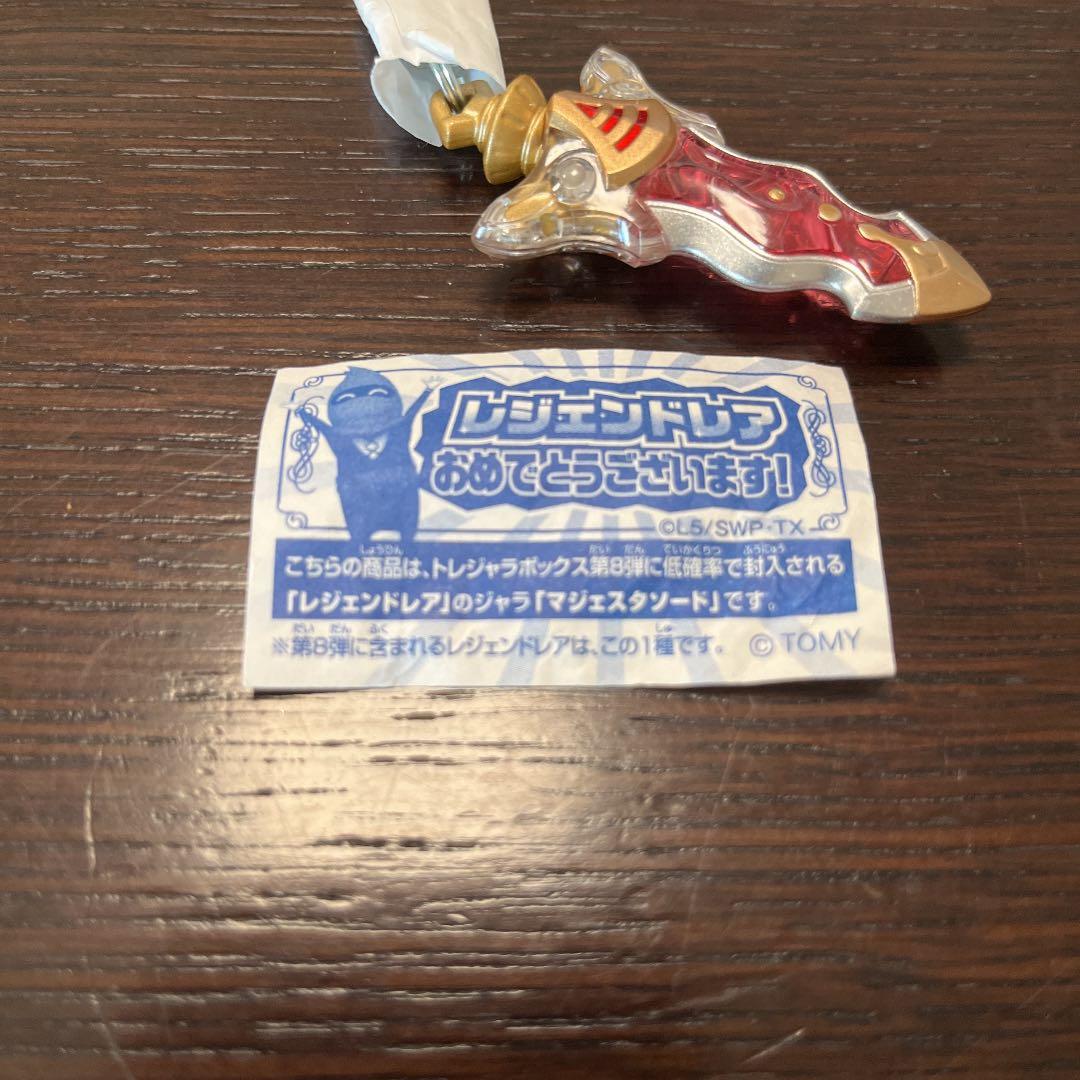 レジェンドレア
おめでとうございます!
©L5/SWP・TX
こちらの商品は、トレジャラボックス第8弾に低確率で封入される
「レジェンドレア」のジャラ「マジェスタソード」です。
※第8弾に含まれるレジェンドレアは、この1種です。 © TOMY